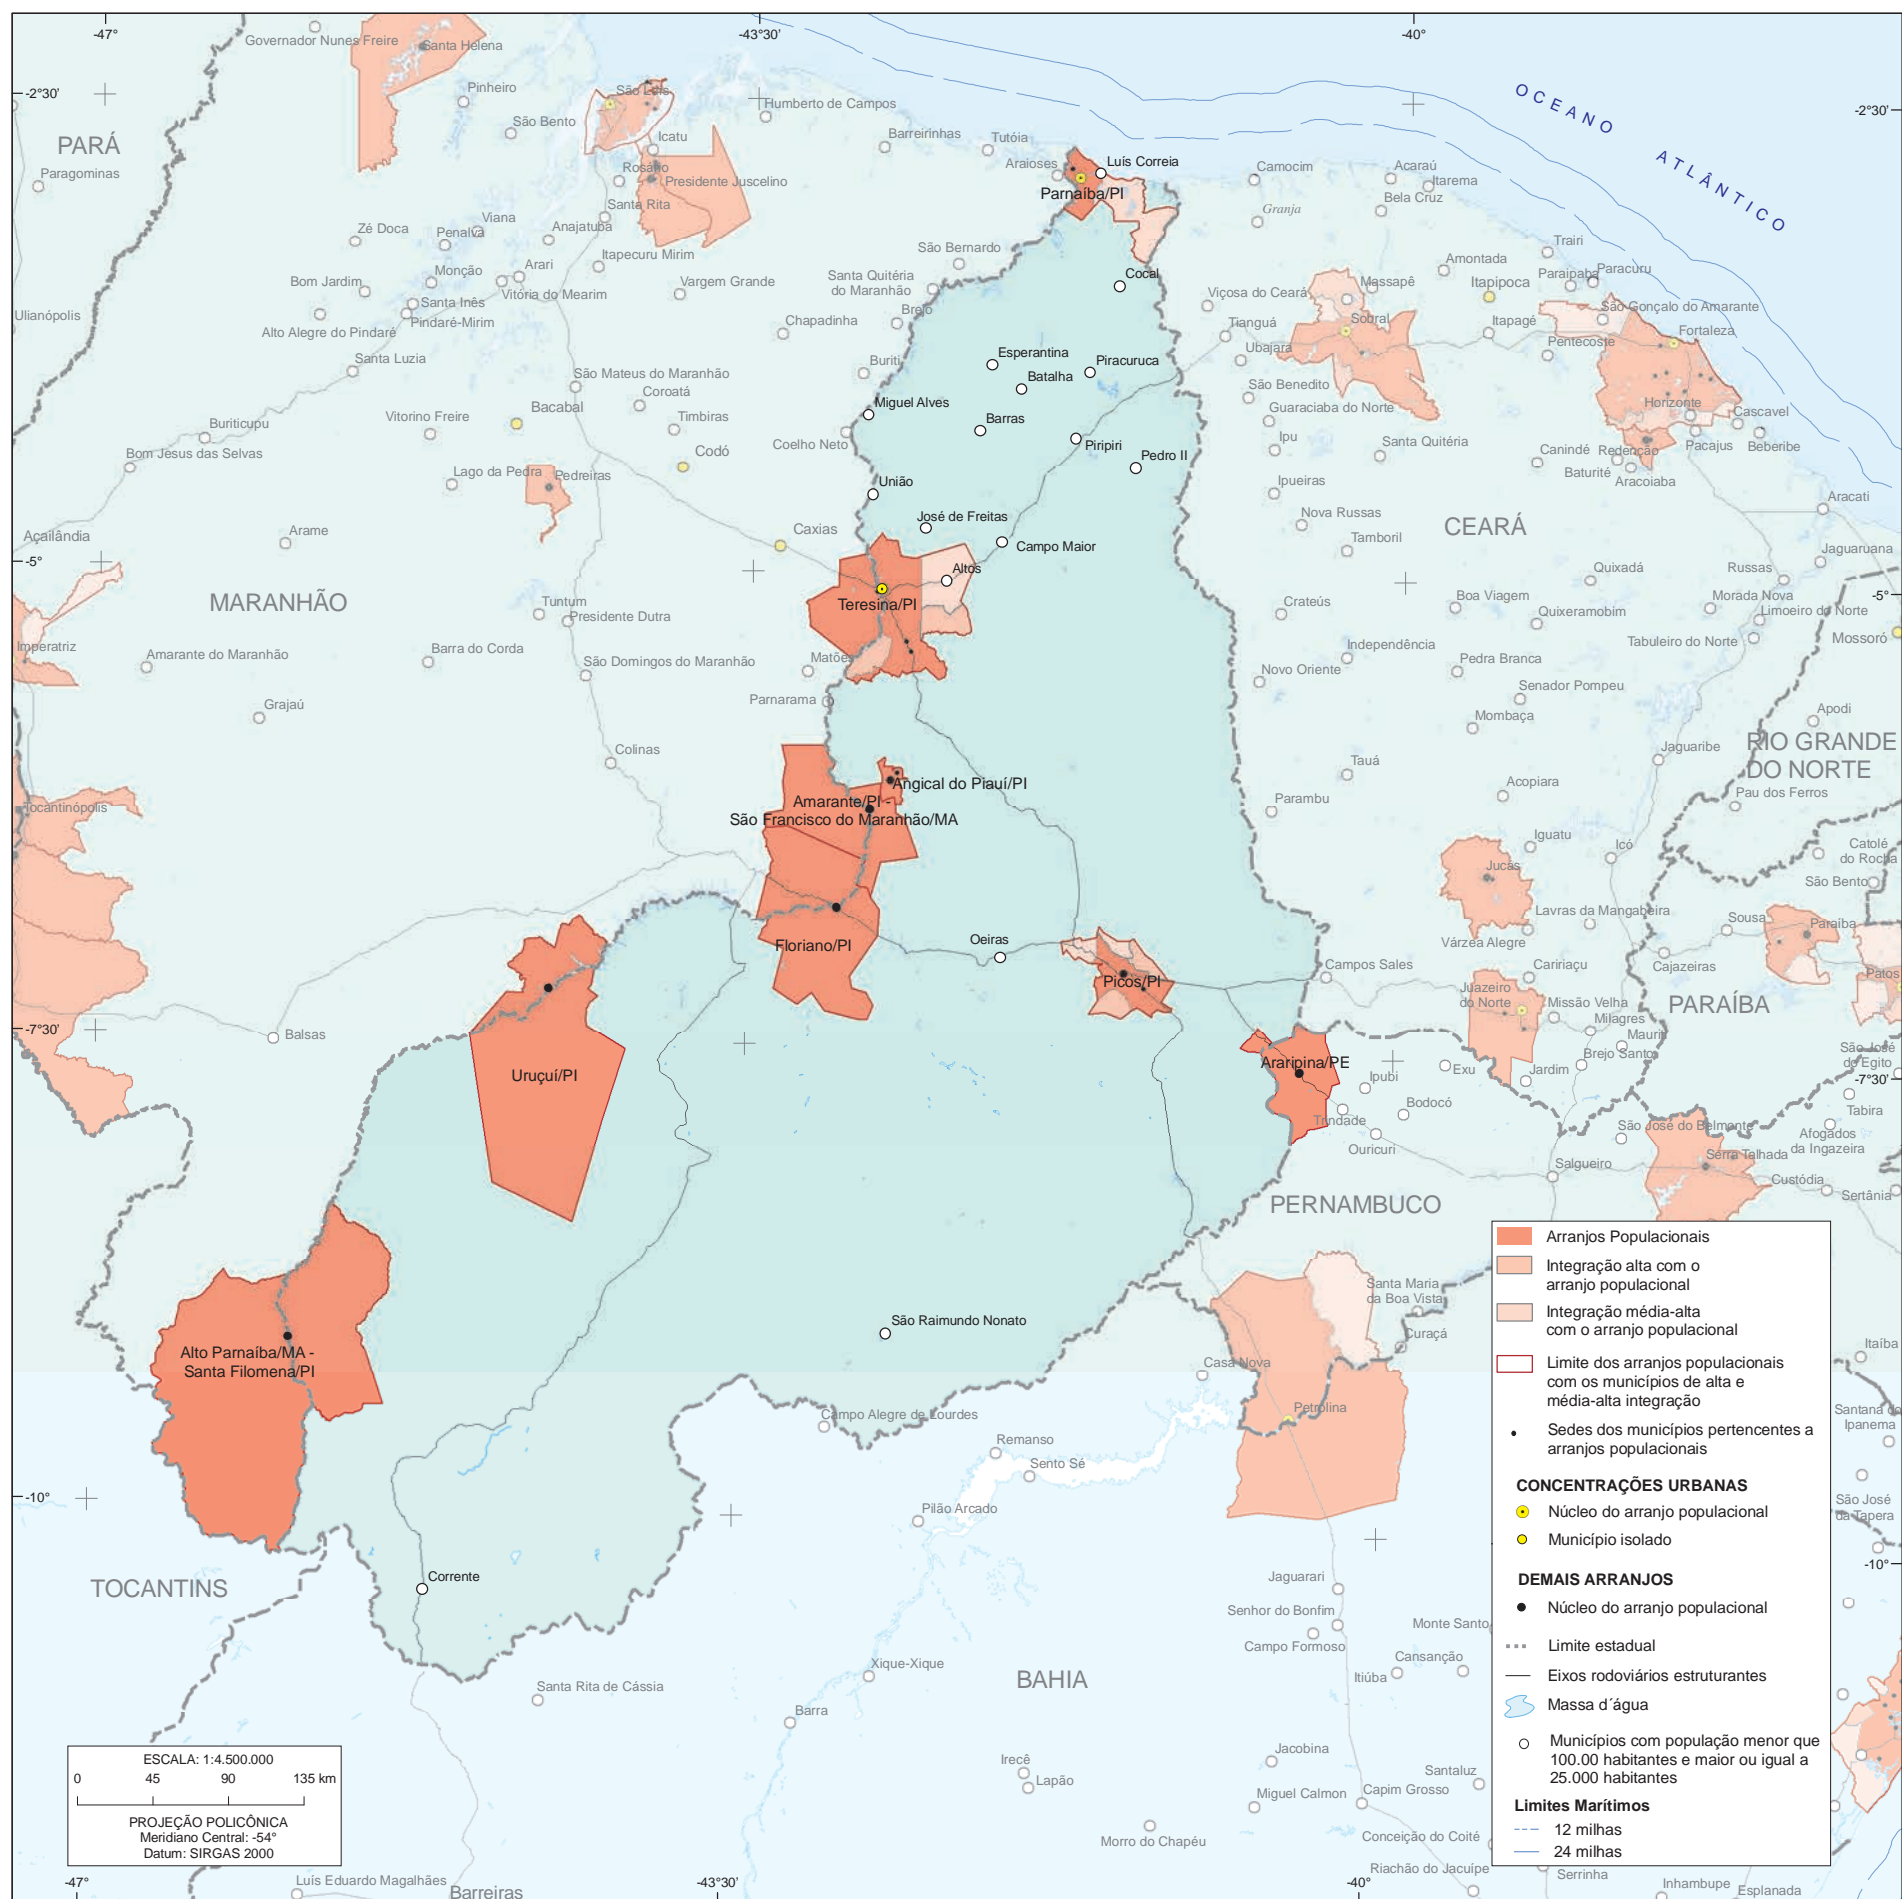 -47°
-43°30'
-40°
Governador Nunes Freire
Santa Helena
-2°30'
-2°30'
OCEANO
ATLÂNTICO
Pinheiro
São Luís
Humberto de Campos
São Bento
Icatu
Barreirinhas
Tutóia
PARÁ
Paragominas
Rosário
Presidente Juscelino
Araioses
Luís Correia
Parnaíba/PI
Camocim
Acaraú
Itarema
Bela Cruz
Granja
Santa Rita
Viana
Zé Doca
Penalva
Anajatuba
São Bernardo
Trairi
Itapecuru Mirim
Monção
Arari
Bom Jardim
Vitória do Mearim
Vargem Grande
Santa Quitéria
do Maranhão
Cocal
Amontada
Paraipaba
Paracuru
Massapê
Itapipoca
Viçosa do Ceará
Santa Inês
Pindaré-Mirim
Brejo
São Gonçalo do Amarante
Ulianópolis
Alto Alegre do Pindaré
Chapadinha
Tianguá
Sobral
Itapagé
Fortaleza
Ubajara
Pentecoste
Santa Luzia
Buriti
Esperantina
Piracuruca
São Mateus do Maranhão
Batalha
São Benedito
Coroatá
Miguel Alves
Guaraciaba do Norte
Horizonte
Cascavel
Bacabal
Vitorino Freire
Timbiras
Barras
Buriticupu
Coelho Neto
Piripiri
Ipu
Santa Quitéria
Canindé
Redenção
Pacajus
Beberibe
Bom Jesus das Selvas
Codó
Pedro II
Baturité
Aracoiaba
Lago da Pedra
Pedreiras
União
Ipueiras
Aracati
José de Freitas
Nova Russas
CEARÁ
Açailândia
Arame
Caxias
Campo Maior
Tamboril
Jaguaruana
-5°
Altos
Quixadá
Russas
-5°
MARANHÃO
Tuntum
Presidente Dutra
Teresina/PI
Crateús
Boa Viagem
Quixeramobim
Morada Nova
Limoeiro do Norte
Imperatriz
Tabuleiro do Norte
Mossoró
Amarante do Maranhão
Barra do Corda
São Domingos do Maranhão
Matões
Independência
Novo Oriente
Pedra Branca
Parnarama
Senador Pompeu
Grajaú
Mombaça
Apodi
Colinas
RIO GRANDE
DO NORTE
Jaguaribe
Tauá
Angical do Piauí/PI
Acopiara
Amarante/PI -
São Francisco do Maranhão/MA
Parambu
Pau dos Ferros
Tocantinópolis
Iguatu
Icó
Catolé
do Rocha
Jucás
São Bento
Lavras da Mangabeira
Sousa
Paraíba
Várzea Alegre
Floriano/PI
Oeiras
Cajazeiras
Campos Sales
Caririaçu
Patos
Picos/PI
Juazeiro
do Norte
Missão Velha
Milagres
PARAÍBA
-7°30'
Balsas
Mauriti
Brejo Santo
São José
do Egito
Uruçuí/PI
Araripina/PE
Exu
-7°30'
Ipubi
Jardim
Bodocó
Tabira
Trindade
São José do Belmonte
Afogados
da Ingazeira
Ouricuri
Salgueiro
Serra Talhada
Custódia
Sertânia
PERNAMBUCO
Santa Maria
da Boa Vista
Curaçá
São Raimundo Nonato
Alto Parnaíba/MA -
Santa Filomena/PI
Casa Nova
Itaíba
Petrolina
Campo Alegre de Lourdes
Santana do
Ipanema
Remanso
Sento Sé
-10°
Pilão Arcado
São José
da Tapera
-10°
TOCANTINS
Corrente
Jaguarari
Senhor do Bonfim
Monte Santo
Campo Formoso
Xique-Xique
BAHIA
Itiúba
Cansanção
Santa Rita de Cássia
Barra
Irecê
Lapão
Jacobina
Santaluz
Miguel Calmon
Capim Grosso
Morro do Chapéu
Conceição do Coité
Riachão do Jacuípe
Serrinha
Luís Eduardo Magalhães
Barreiras
Inhambupe
Esplanada
-47°
-43°30'
-40°
Arranjos Populacionais
Integração alta com o
arranjo populacional
Integração média-alta
com o arranjo populacional
Limite dos arranjos populacionais
com os municípios de alta e
média-alta integração
Sedes dos municípios pertencentes a
arranjos populacionais
CONCENTRAÇÕES URBANAS
Núcleo do arranjo populacional
Município isolado
DEMAIS ARRANJOS
Núcleo do arranjo populacional
Limite estadual
Eixos rodoviários estruturantes
Massa d´água
Municípios com população menor que
100.00 habitantes e maior ou igual a
25.000 habitantes
Limites Marítimos
12 milhas
24 milhas
ESCALA: 1:4.500.000
0 45 90 135 km
PROJEÇÃO POLICÔNICA
Meridiano Central: -54°
Datum: SIRGAS 2000